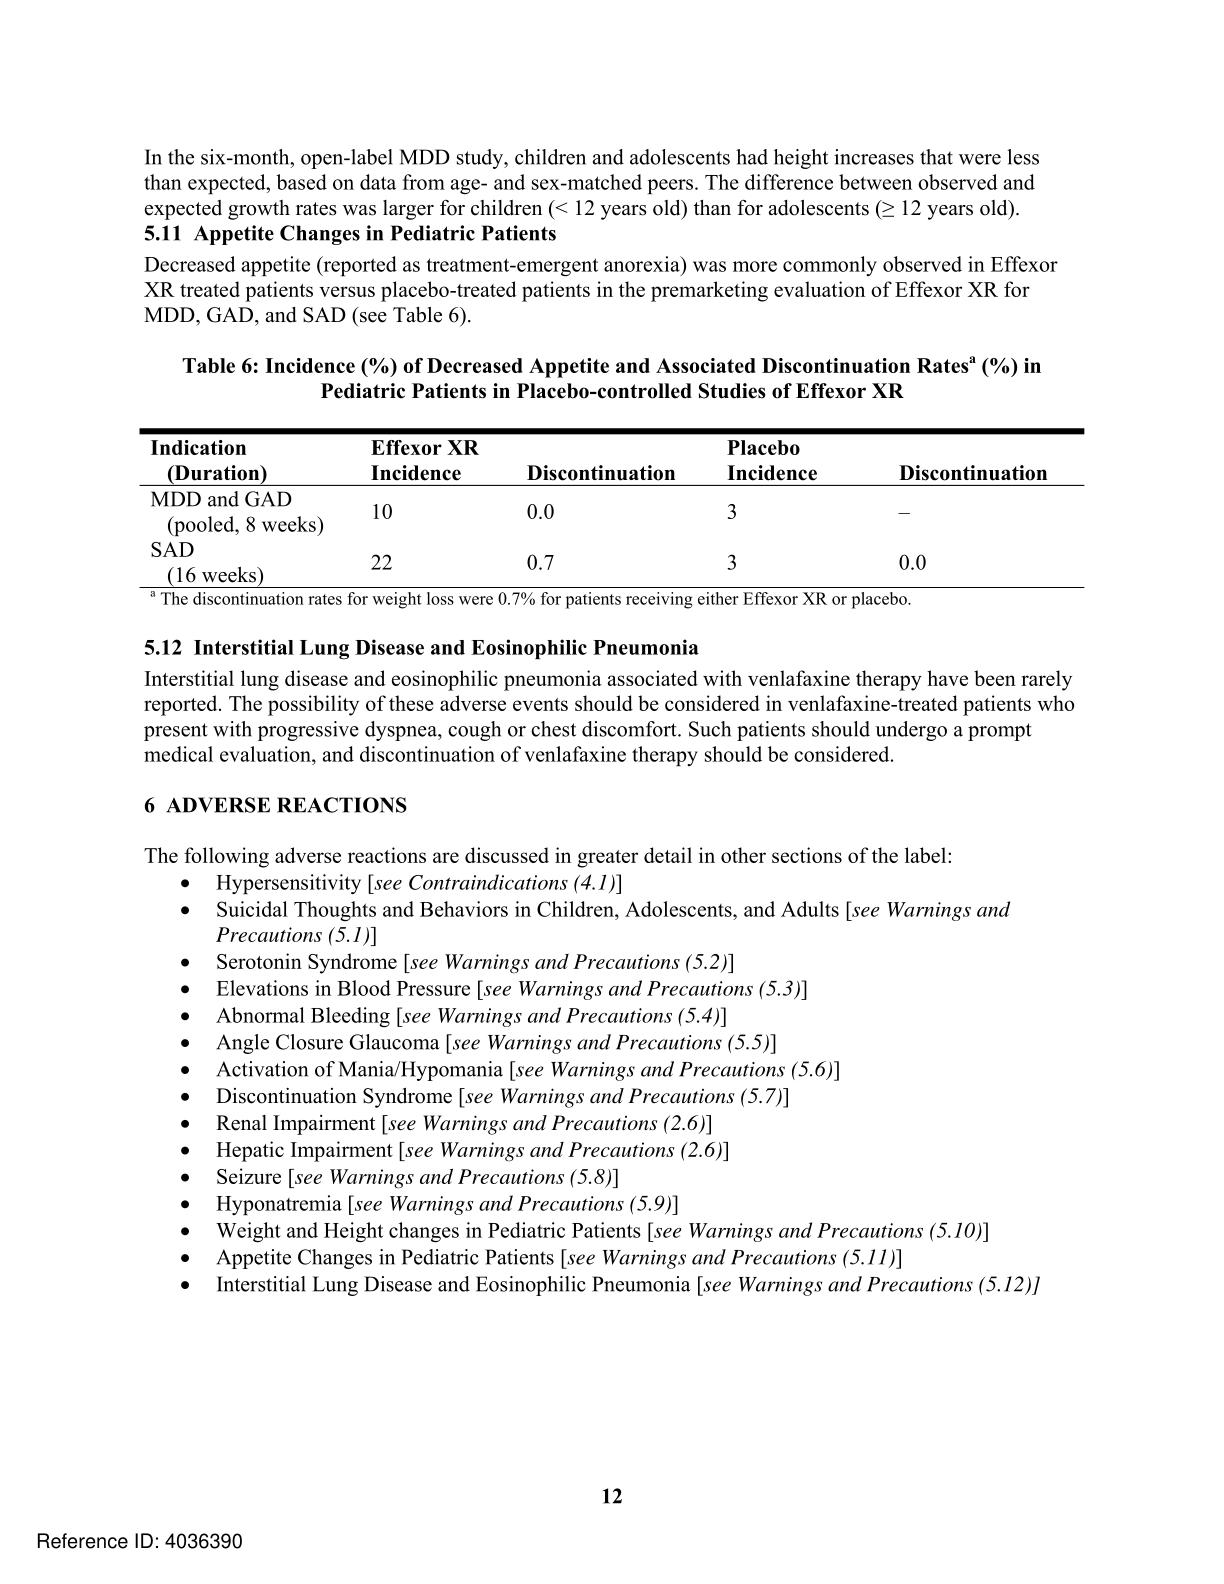 In the six-month, open-label MDD study, children and adolescents had height increases that were less
than expected, based on data from age- and sex-matched peers. The difference between observed and
expected growth rates was larger for children (< 12 years old) than for adolescents (≥ 12 years old).
5.11 Appetite Changes in Pediatric Patients
Decreased appetite (reported as treatment-emergent anorexia) was more commonly observed in Effexor
XR treated patients versus placebo-treated patients in the premarketing evaluation of Effexor XR for
MDD, GAD, and SAD (see Table 6).
Table 6: Incidence (%) of Decreased Appetite and Associated Discontinuation Ratesᵃ (%) in
Pediatric Patients in Placebo-controlled Studies of Effexor XR
Indication Effexor XR Placebo
(Duration) Incidence Discontinuation Incidence Discontinuation
MDD and GAD
(pooled, 8 weeks) 10 0.0 3 –
SAD
(16 weeks) 22 0.7 3 0.0
ᵃ The discontinuation rates for weight loss were 0.7% for patients receiving either Effexor XR or placebo.
5.12 Interstitial Lung Disease and Eosinophilic Pneumonia
Interstitial lung disease and eosinophilic pneumonia associated with venlafaxine therapy have been rarely
reported. The possibility of these adverse events should be considered in venlafaxine-treated patients who
present with progressive dyspnea, cough or chest discomfort. Such patients should undergo a prompt
medical evaluation, and discontinuation of venlafaxine therapy should be considered.
6 ADVERSE REACTIONS
The following adverse reactions are discussed in greater detail in other sections of the label:
• Hypersensitivity [see Contraindications (4.1)]
• Suicidal Thoughts and Behaviors in Children, Adolescents, and Adults [see Warnings and
Precautions (5.1)]
• Serotonin Syndrome [see Warnings and Precautions (5.2)]
• Elevations in Blood Pressure [see Warnings and Precautions (5.3)]
• Abnormal Bleeding [see Warnings and Precautions (5.4)]
• Angle Closure Glaucoma [see Warnings and Precautions (5.5)]
• Activation of Mania/Hypomania [see Warnings and Precautions (5.6)]
• Discontinuation Syndrome [see Warnings and Precautions (5.7)]
• Renal Impairment [see Warnings and Precautions (2.6)]
• Hepatic Impairment [see Warnings and Precautions (2.6)]
• Seizure [see Warnings and Precautions (5.8)]
• Hyponatremia [see Warnings and Precautions (5.9)]
• Weight and Height changes in Pediatric Patients [see Warnings and Precautions (5.10)]
• Appetite Changes in Pediatric Patients [see Warnings and Precautions (5.11)]
• Interstitial Lung Disease and Eosinophilic Pneumonia [see Warnings and Precautions (5.12)]
12
Reference ID: 4036390